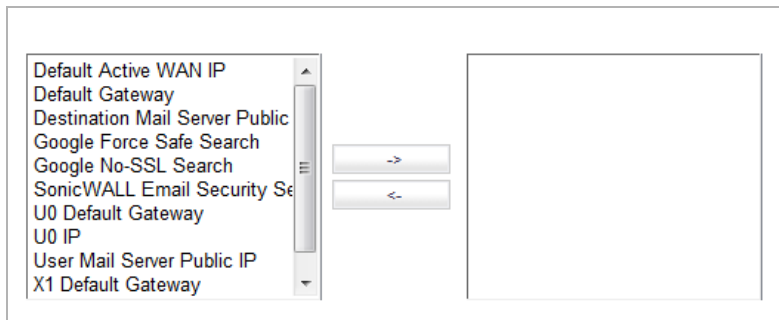 Default Active WAN IP
Default Gateway
Destination Mail Server Public
Google Force Safe Search
Google No-SSL Search
SonicWALL Email Security Se
U0 Default Gateway
U0 IP
User Mail Server Public IP
X1 Default Gateway
->
<-